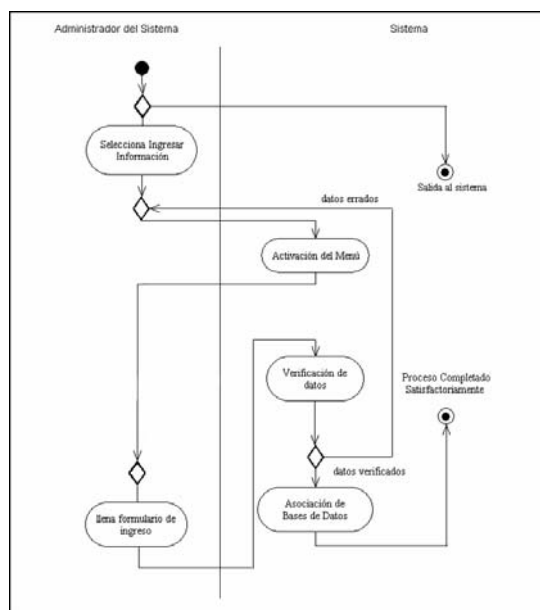 Administrador del Sistema
Sistema
Selecciona Ingresar
Información
Salida al sistema
datos errados
Activación del Menú
Verificación de
datos
Proceso Completado
Satisfactoriamente
datos verificados
Asociación de
Bases de Datos
llena formulario de
ingreso